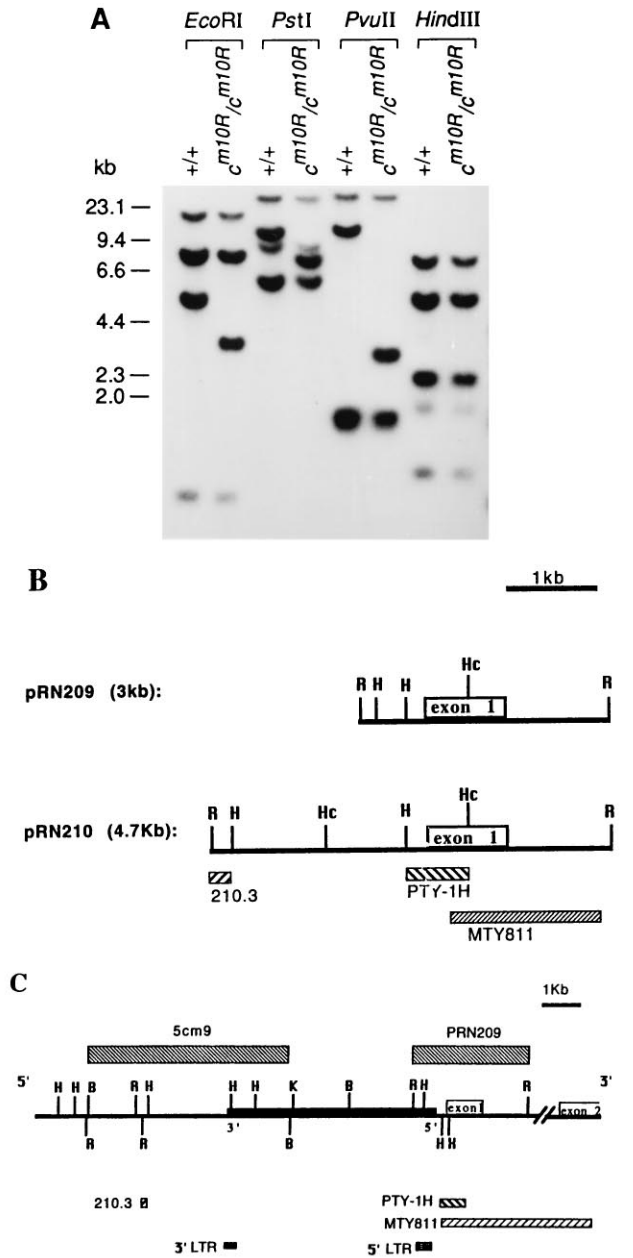 A
EcoRI PstI PvuII HindIII
+/+ c^m10R/c^m10R +/+ c^m10R/c^m10R +/+ c^m10R/c^m10R +/+ c^m10R/c^m10R
kb
23.1
9.4
6.6
4.4
2.3
2.0
B
1kb
pRN209 (3kb):
R H H Hc R
exon 1
pRN210 (4.7Kb):
R H Hc H Hc R
exon 1
210.3
PTY-1H
MTY811
C
1Kb
5cm9 PRN209
5' 3'
H H B R H H H K B R H R
exon1 exon 2
3' 5'
R R B H
210.3
PTY-1H
MTY811
3' LTR 5' LTR